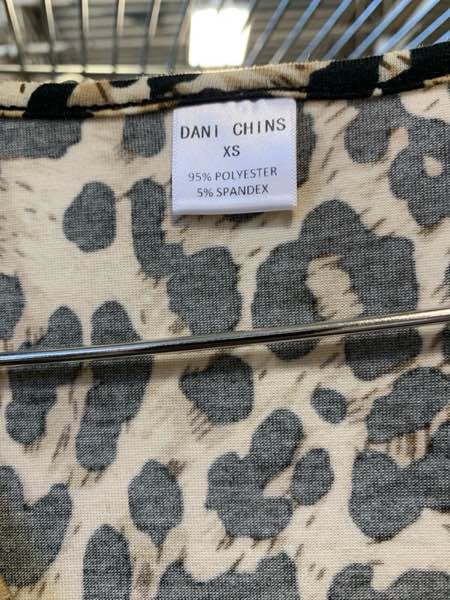 DANI CHINS
XS
95% POLYESTER
5% SPANDEX